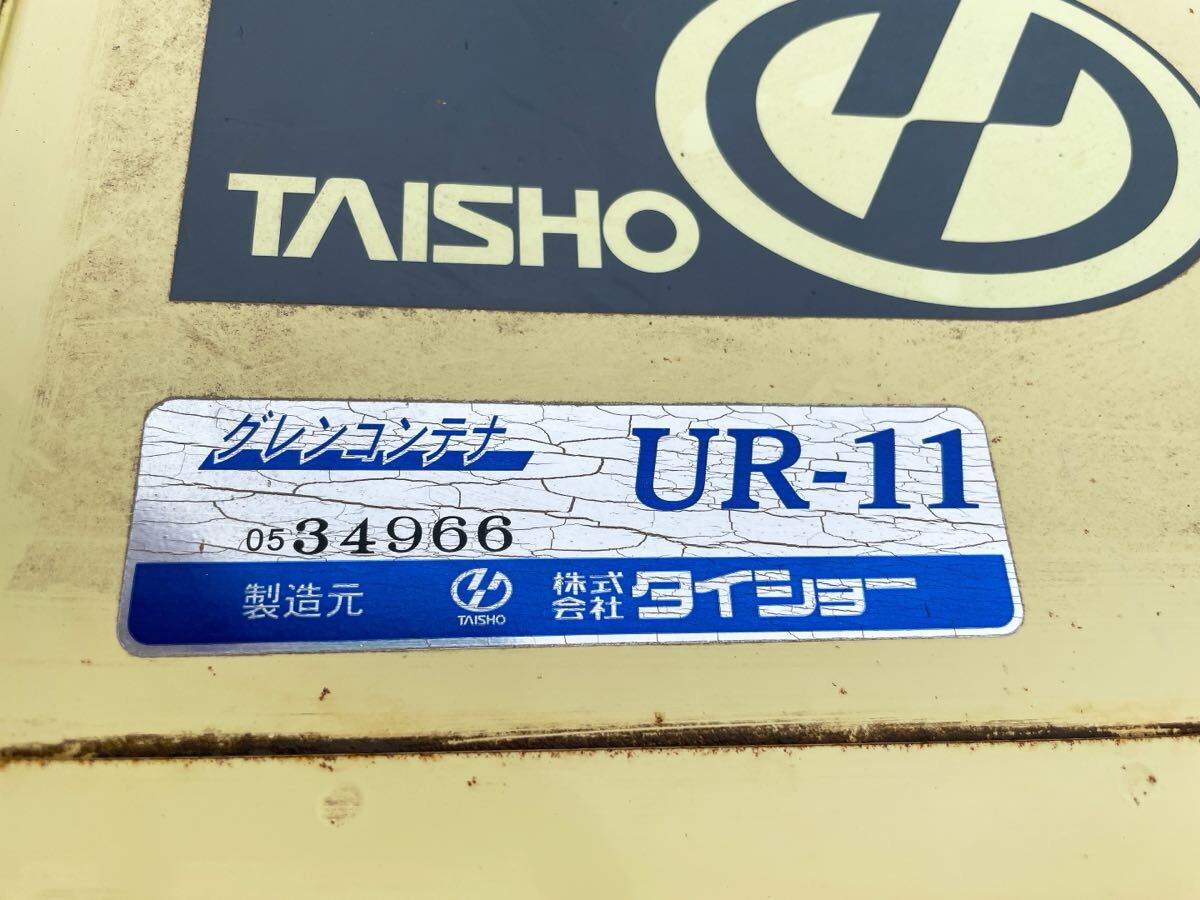 TAISHO
グレンコンテナ
UR-11
0534966
製造元
TAISHO
株式会社
タイショー